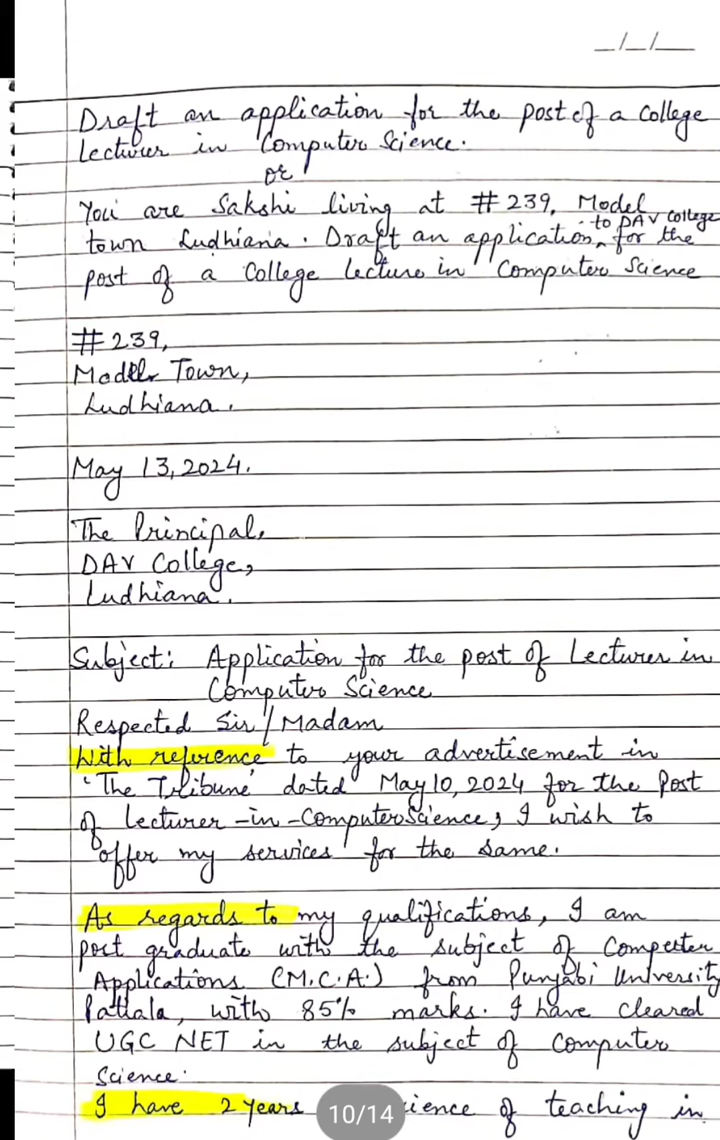 _/_/__
Draft an application for the post of a College
Lecturer in Computer Science.
or
You are Sakshi living at # 239, Model
town Ludhiana. Draft an application to DAV College for the
post of a College lecture in Computer Science
# 239,
Model Town,
Ludhiana.
May 13, 2024.
The Principal,
DAV College,
Ludhiana.
Subject: Application for the post of Lecturer in
Computer Science
Respected Sir/Madam
With reference to your advertisement in
'The Tribune' dated May 10, 2024 for the Post
of Lecturer-in-Computer Science, I wish to
offer my services for the same.
As regards to my qualifications, I am
post graduate with the subject of Computer
Applications (M.C.A.) from Punjabi University
Patiala, with 85% marks. I have cleared
UGC NET in the subject of Computer
Science.
I have 2 years ience of teaching in
10/14